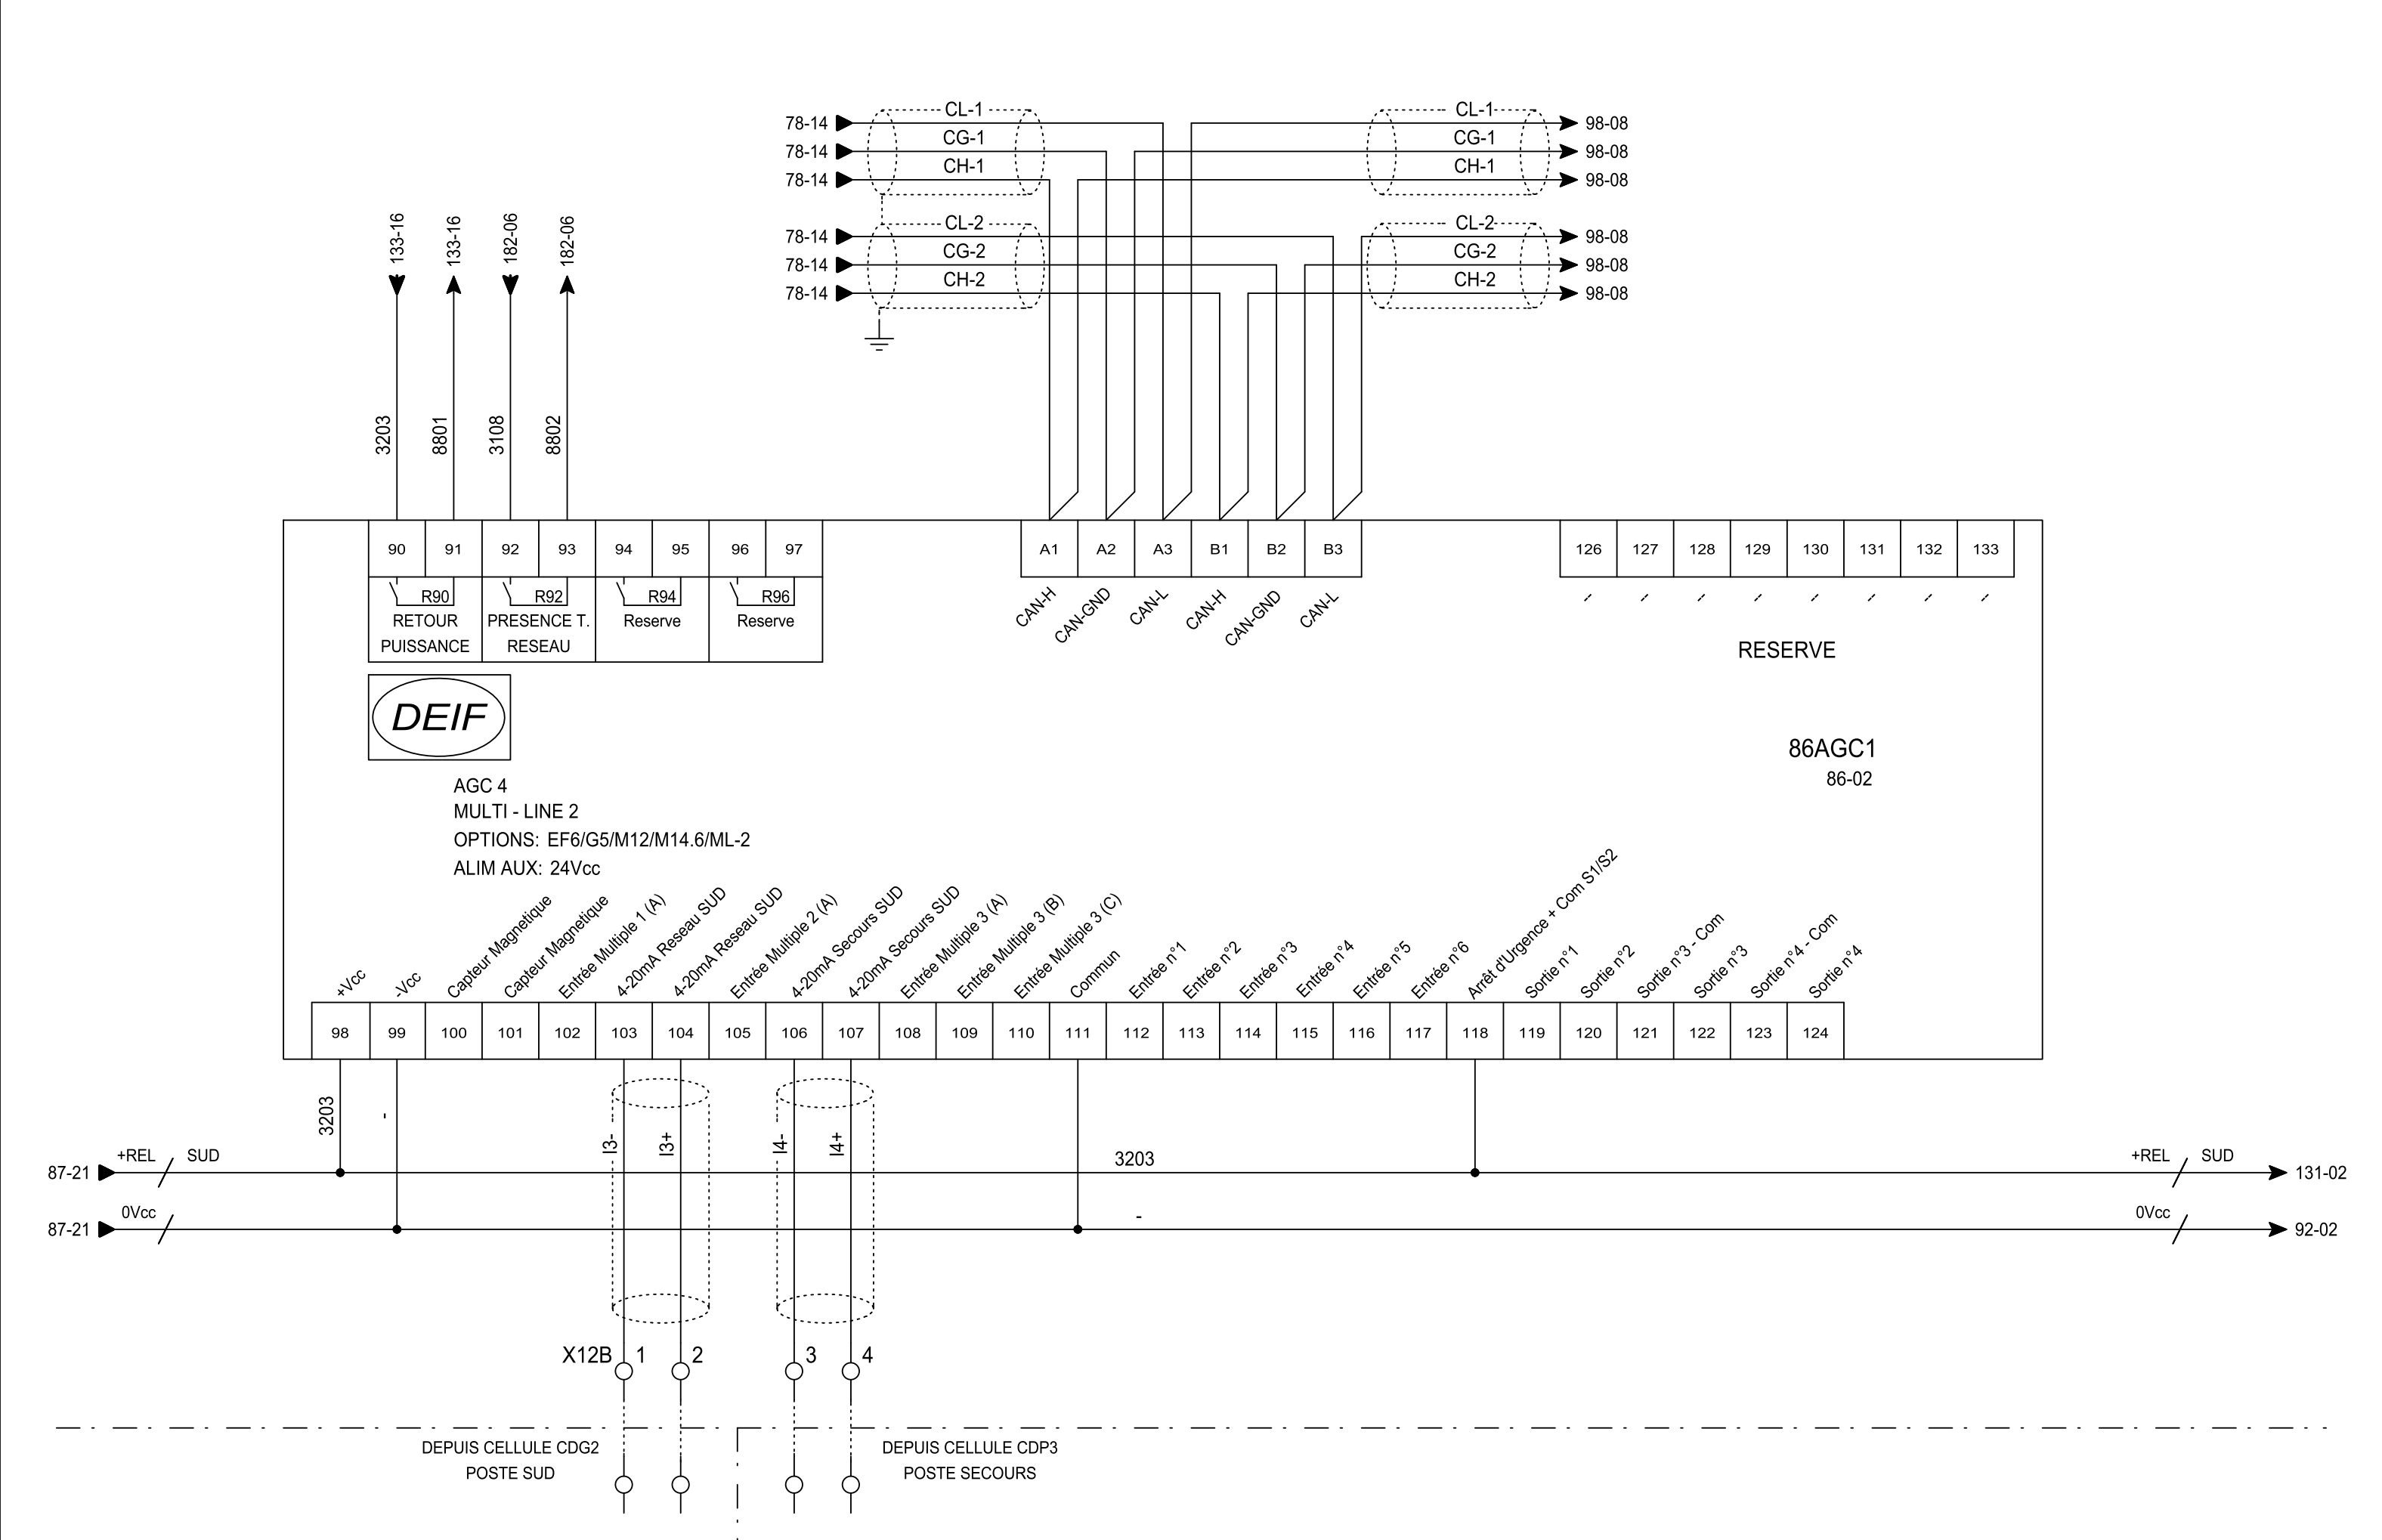 CL-1
78-14
CG-1
78-14
CH-1
78-14
CL-2
78-14
CG-2
78-14
CH-2
78-14
CL-1
98-08
CG-1
98-08
CH-1
98-08
CL-2
98-08
CG-2
98-08
CH-2
98-08
133-16
133-16
182-06
182-06
3203
8801
3108
8802
90 91 92 93 94 95 96 97
R90 R92 R94 R96
RETOUR
PUISSANCE
PRESENCE T.
RESEAU
Reserve
Reserve
A1 A2 A3 B1 B2 B3
CAN-H
CAN-GND
CAN-L
CAN-H
CAN-GND
CAN-L
126 127 128 129 130 131 132 133
-- -- -- -- -- -- -- --
RESERVE
DEIF
86AGC1
86-02
AGC 4
MULTI - LINE 2
OPTIONS: EF6/G5/M12/M14.6/ML-2
ALIM AUX: 24Vcc
+Vcc
-Vcc
Capteur Magnetique
Capteur Magnetique
Entrée Multiple 1 (A)
4-20mA Reseau SUD
4-20mA Reseau SUD
Entrée Multiple 2 (A)
4-20mA Secours SUD
4-20mA Secours SUD
Entrée Multiple 3 (A)
Entrée Multiple 3 (B)
Entrée Multiple 3 (C)
Commun
Entrée n°1
Entrée n°2
Entrée n°3
Entrée n°4
Entrée n°5
Entrée n°6
Arrêt d'Urgence + Com S1/S2
Sortie n°1
Sortie n°2
Sortie n°3 - Com
Sortie n°3
Sortie n°4 - Com
Sortie n°4
98 99 100 101 102 103 104 105 106 107 108 109 110 111 112 113 114 115 116 117 118 119 120 121 122 123 124
3203
-
I3-
I3+
I4-
I4+
87-21
+REL / SUD
3203
+REL / SUD
131-02
87-21
0Vcc /
-
0Vcc /
92-02
X12B 1 2 3 4
DEPUIS CELLULE CDG2
POSTE SUD
DEPUIS CELLULE CDP3
POSTE SECOURS